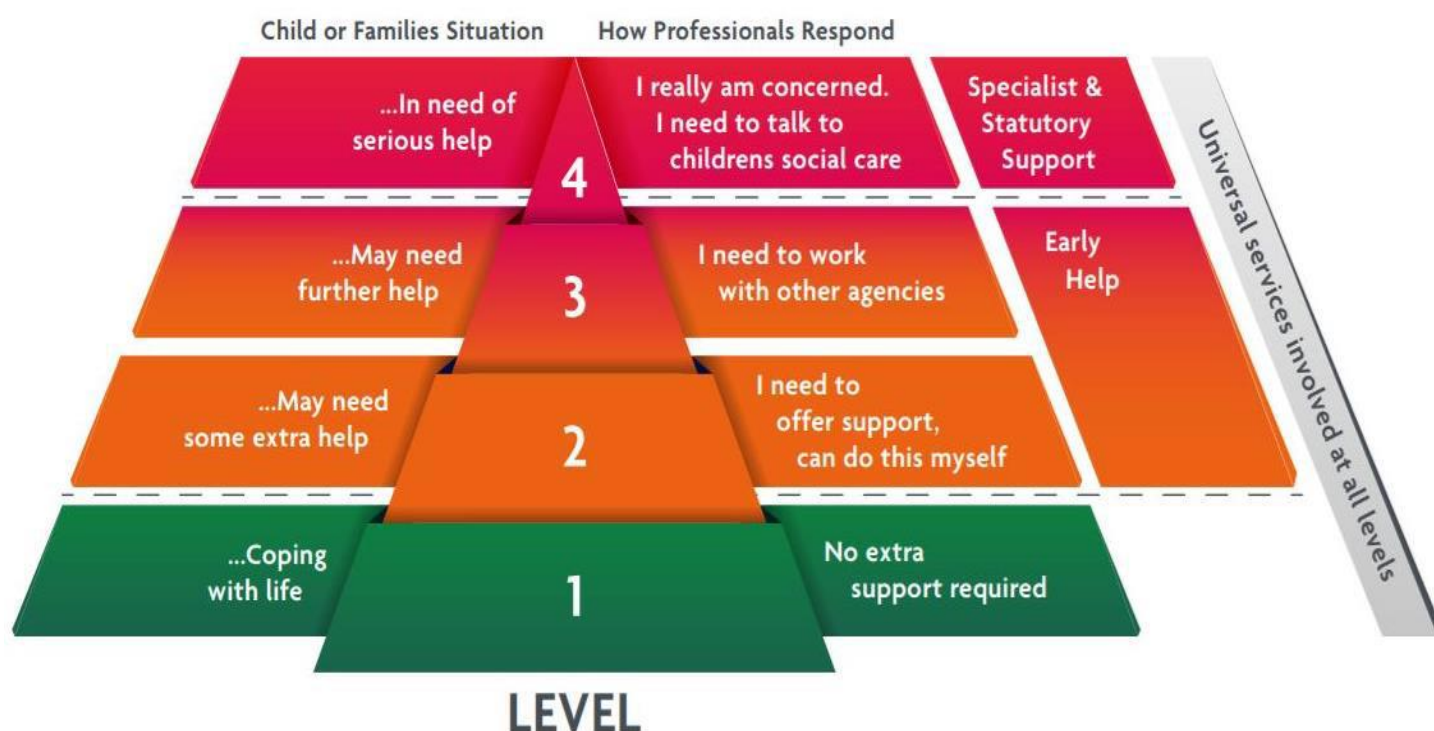 Child or Families Situation
How Professionals Respond
...In need of
serious help
4
I really am concerned.
I need to talk to
childrens social care
Specialist &
Statutory
Support
...May need
further help
3
I need to work
with other agencies
Early
Help
...May need
some extra help
2
I need to
offer support,
can do this myself
...Coping
with life
1
No extra
support required
Universal services involved at all levels
LEVEL